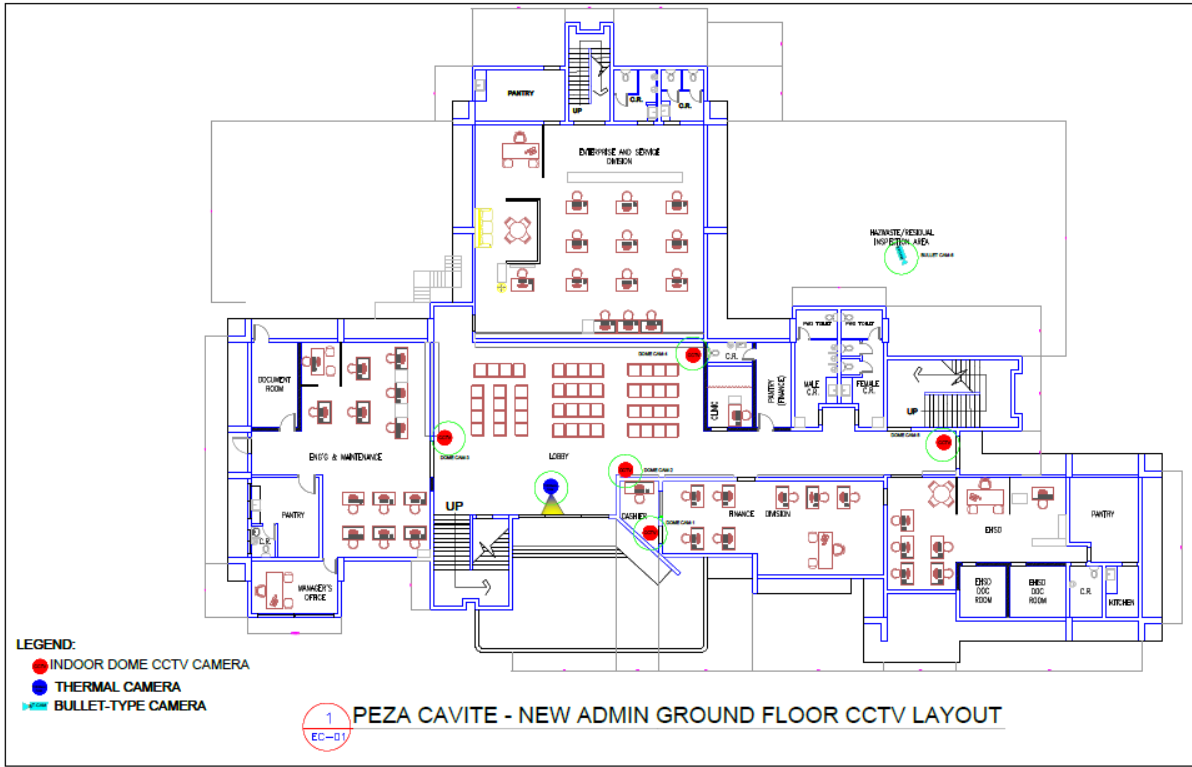 PANTRY
UP
C.R.
C.R.
ENTERPRISE AND SERVICE
DIVISION
HAZWASTE/RESIDUAL
INSPECTION AREA
BULLET CAM-6
PWD TOILET
PWD TOILET
DOME CAM-4
C.R.
DOCUMENT
ROOM
CLINIC
PANTRY
(FINANCE)
MALE
C.R.
FEMALE
C.R.
UP
DOME CAM-5
ENG'S & MAINTENANCE
DOME CAM-3
LOBBY
DOME CAM-2
PANTRY
C.R.
UP
CASHIER
DOME CAM-1
FINANCE DIVISION
EHSD
PANTRY
MANAGER'S
OFFICE
EHSD
DOC
ROOM
EHSD
DOC
ROOM
C.R.
KITCHEN
LEGEND:
INDOOR DOME CCTV CAMERA
THERMAL CAMERA
BULLET-TYPE CAMERA
1
EC-01
PEZA CAVITE - NEW ADMIN GROUND FLOOR CCTV LAYOUT